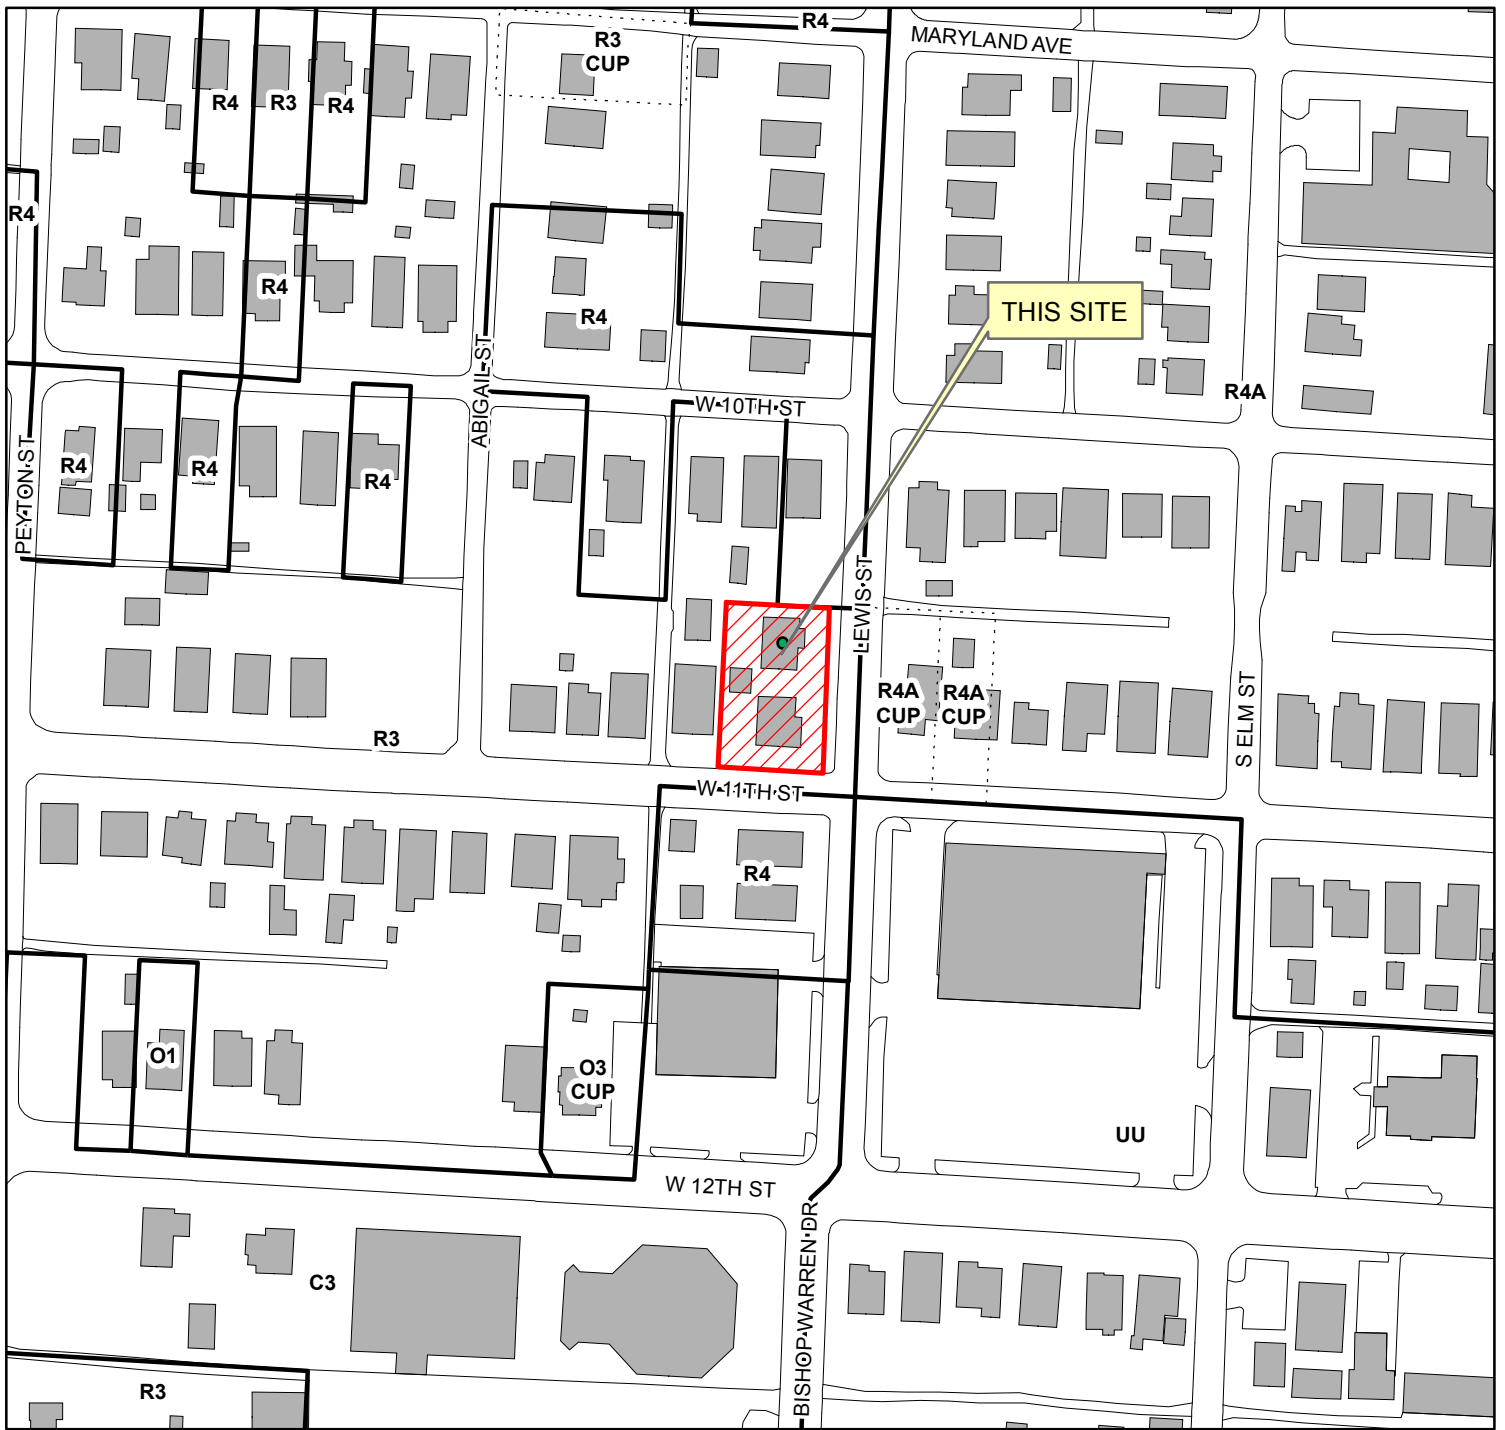 R4
MARYLAND AVE
R3
CUP
R4
R3
R4
R4
R4
THIS SITE
R4
ABIGAIL ST
R4A
W 10TH ST
PEYTON ST
R4
R4
R4
LEWIS ST
R4A
CUP
R4A
CUP
S ELM ST
R3
W 11TH ST
R4
O1
O3
CUP
UU
W 12TH ST
BISHOP WARREN DR
C3
R3